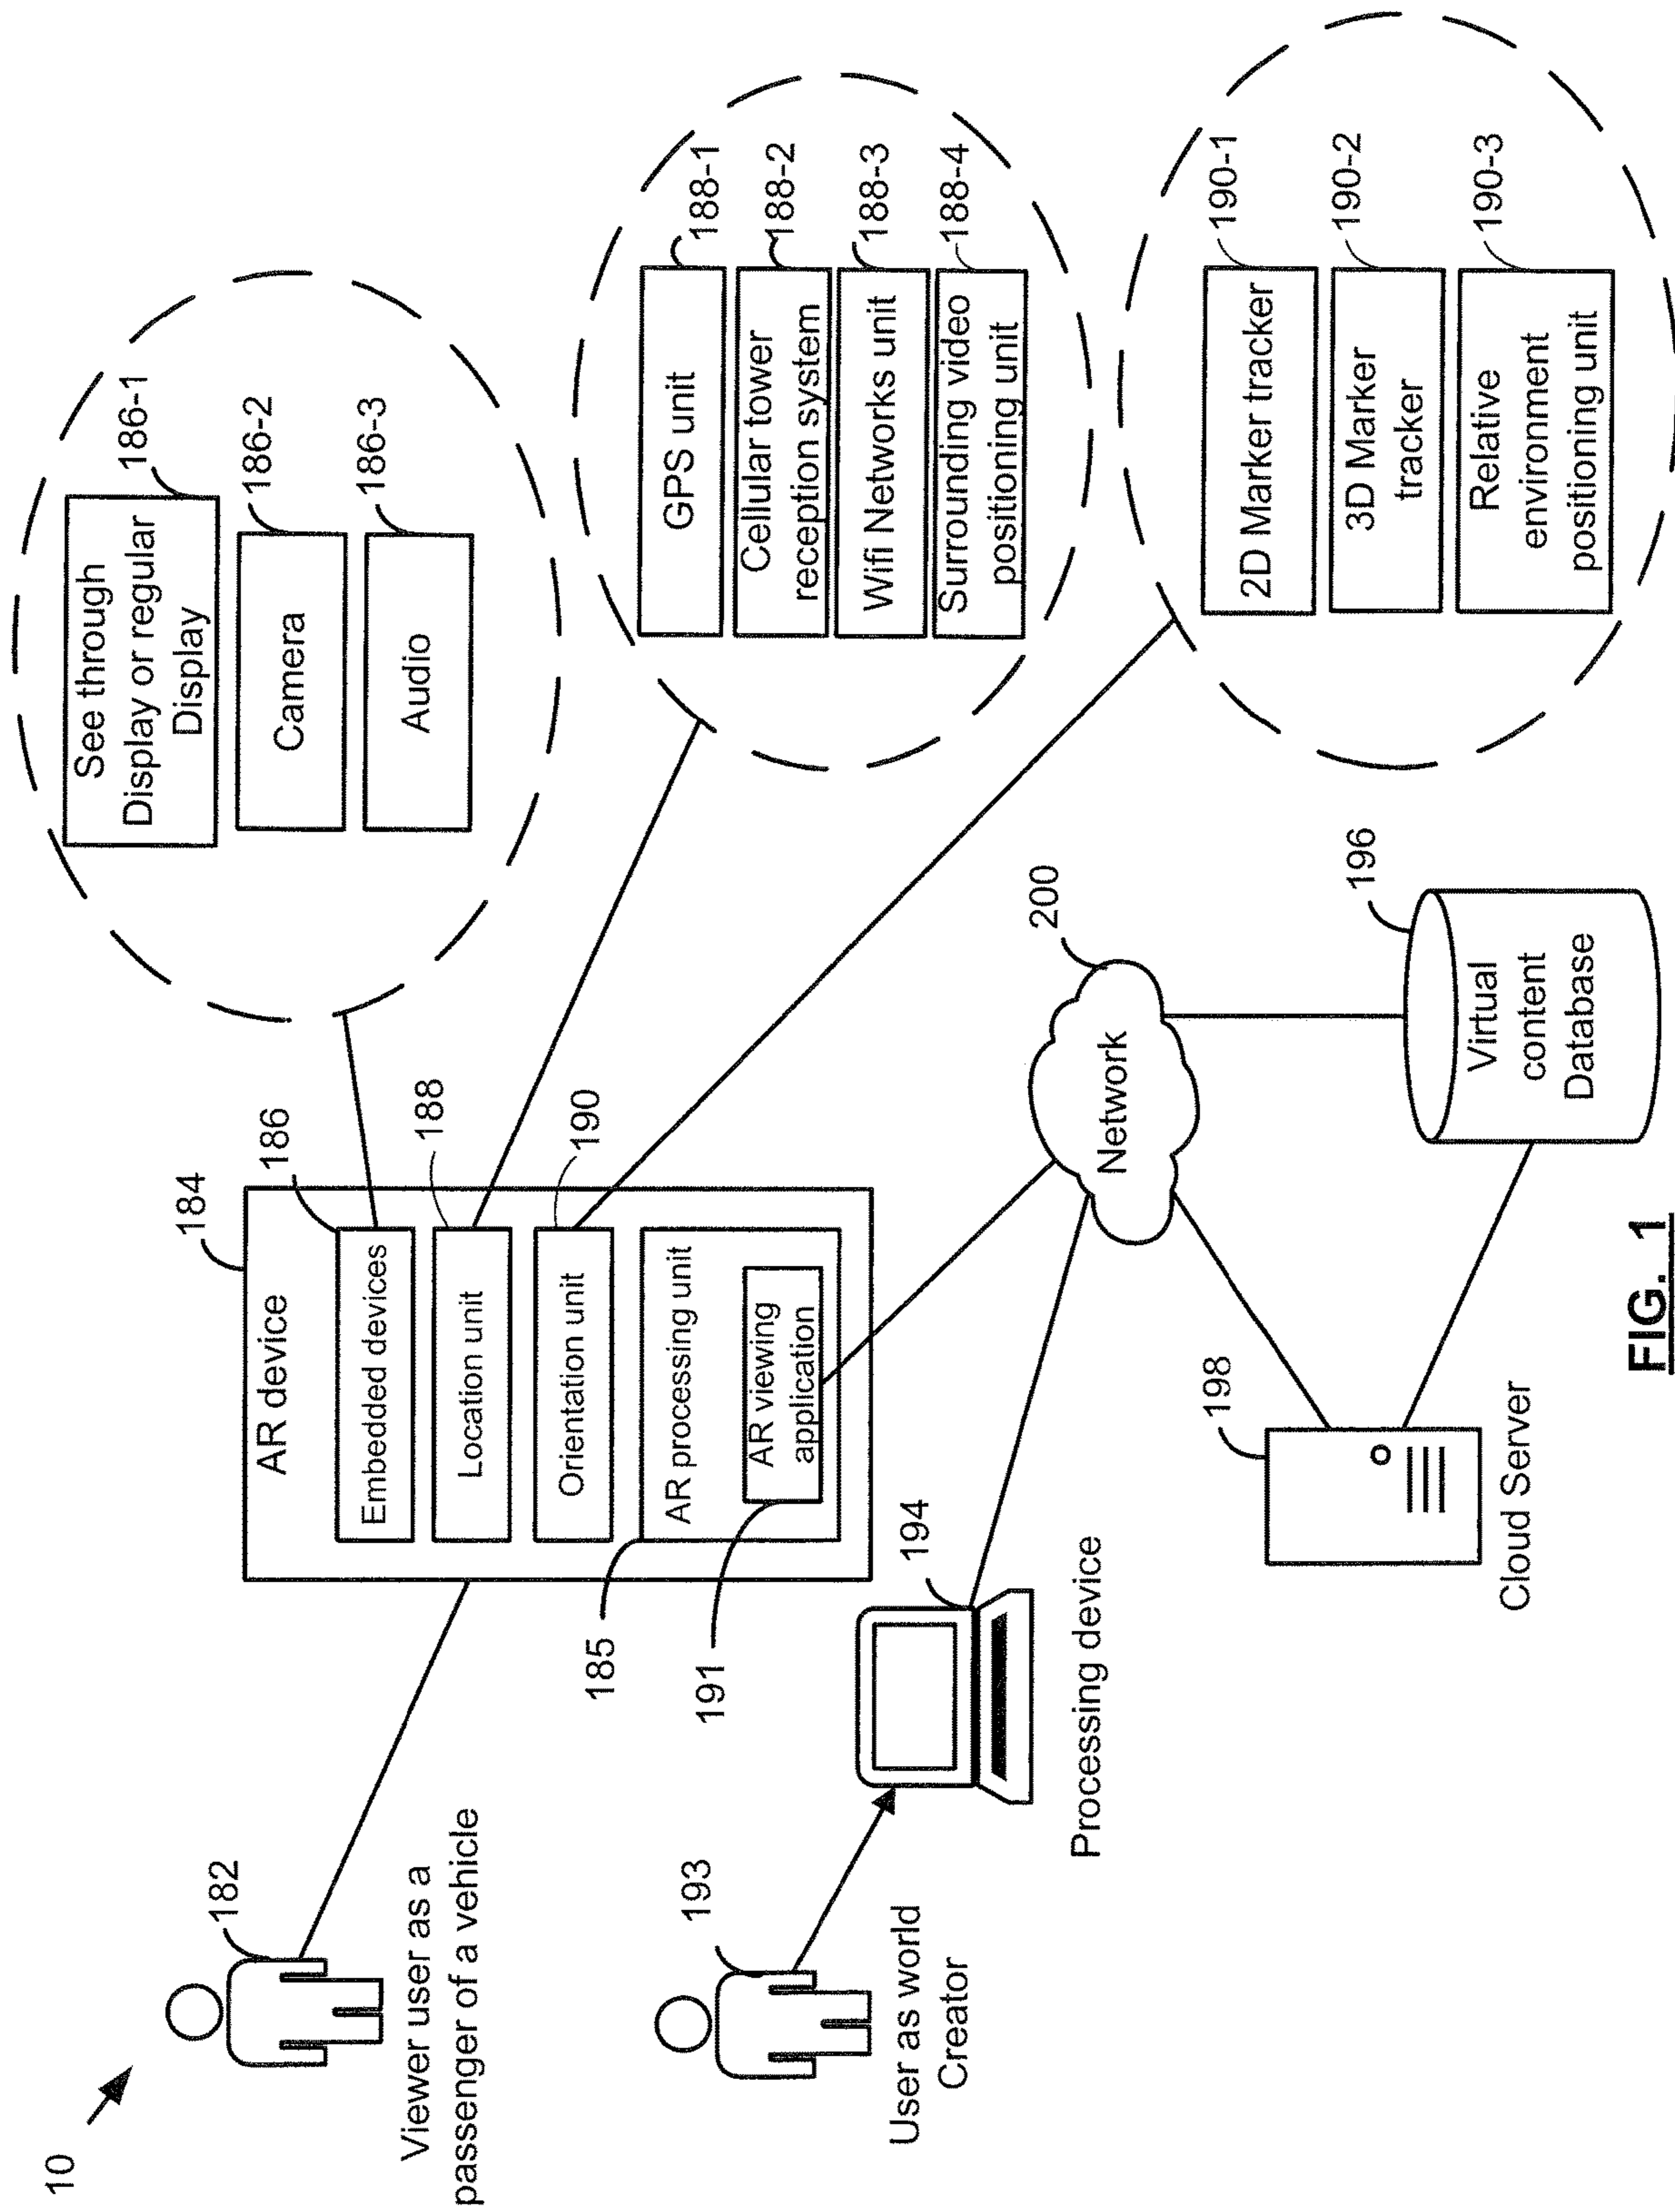 10
182
Viewer user as a
passenger of a vehicle
193
User as world
Creator
184
AR device
186
Embedded devices
188
Location unit
190
Orientation unit
185
AR processing unit
191
AR viewing
application
194
Processing device
See through
Display or regular
Display
186-1
Camera
186-2
Audio
186-3
GPS unit
188-1
Cellular tower
reception system
188-2
Wifi Networks unit
188-3
Surrounding video
positioning unit
188-4
2D Marker tracker
190-1
3D Marker
tracker
190-2
Relative
environment
positioning unit
190-3
200
Network
198
Cloud Server
196
Virtual
content
Database
FIG. 1